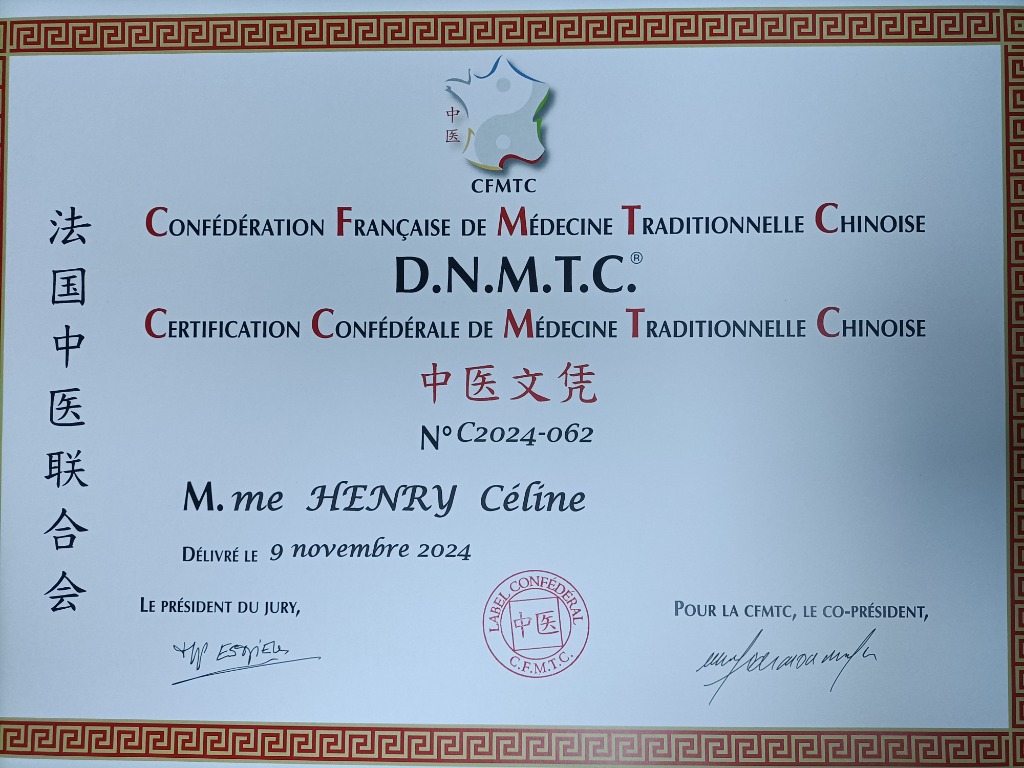 中
医
CFMTC
CONFÉDÉRATION FRANÇAISE DE MÉDECINE TRADITIONNELLE CHINOISE
D.N.M.T.C.®
CERTIFICATION CONFÉDÉRALE DE MÉDECINE TRADITIONNELLE CHINOISE
中医文凭
N° C2024-062
法国中医联合会
M. me HENRY Céline
DÉLIVRÉ LE 9 novembre 2024
LE PRÉSIDENT DU JURY,
POUR LA CFMTC, LE CO-PRÉSIDENT,
LABEL CONFÉDÉRAL
中医
C.F.M.T.C.